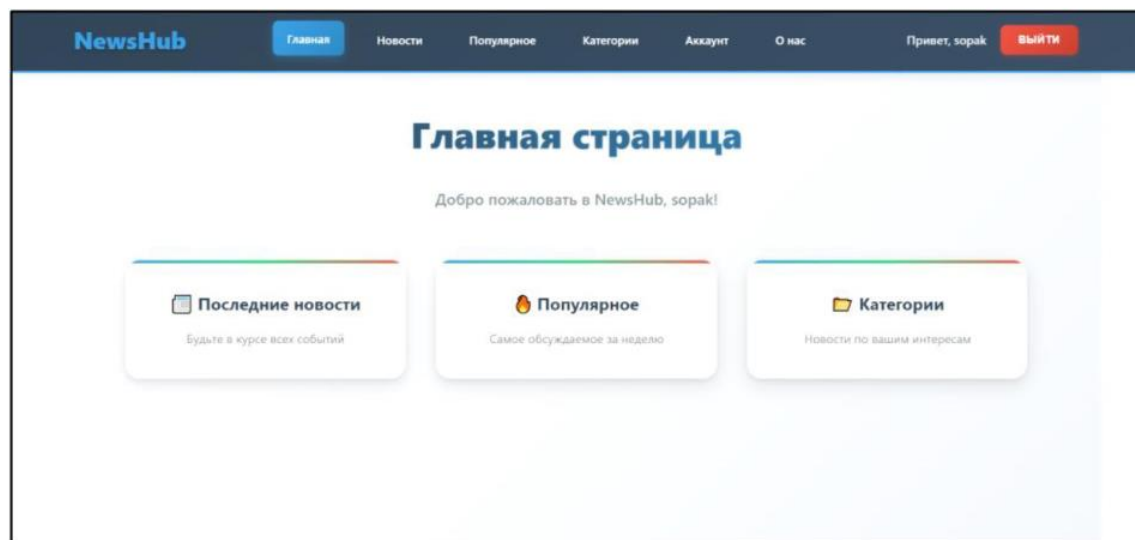 NewsHub Главная Новости Популярное Категории Аккаунт О нас Привет, sopak ВЫЙТИ
Главная страница
Добро пожаловать в NewsHub, sopak!
Последние новости
Будьте в курсе всех событий
Популярное
Самое обсуждаемое за неделю
Категории
Новости по вашим интересам